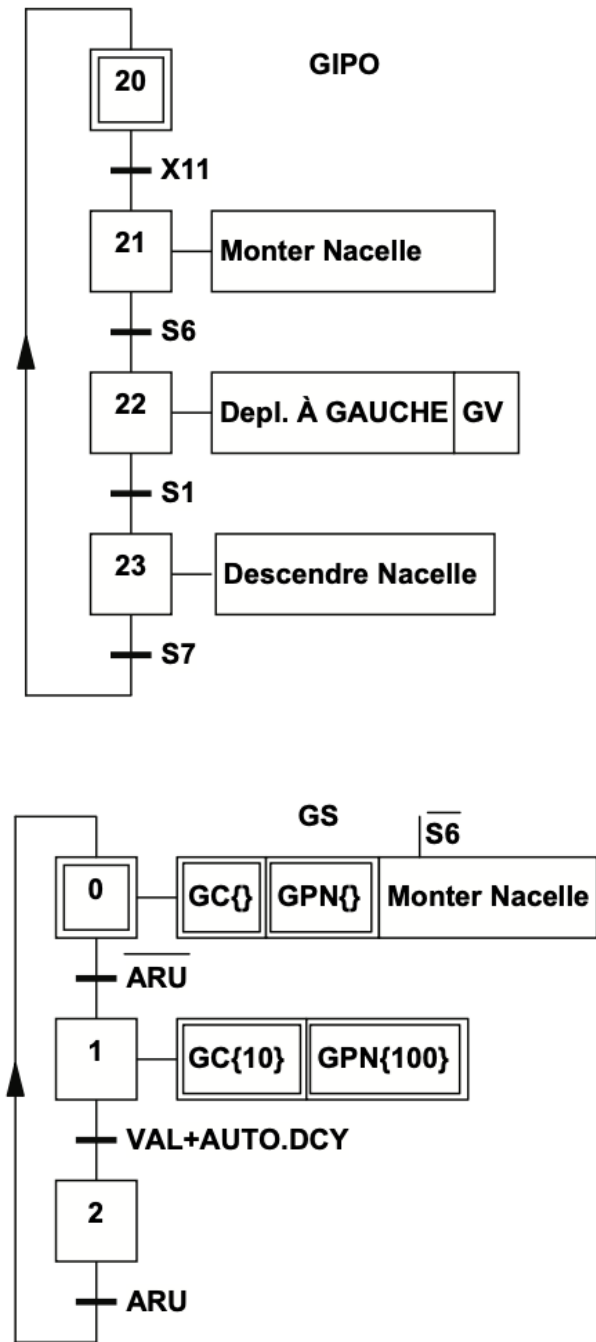 GIPO
20
X11
21 Monter Nacelle
S6
22 Depl. À GAUCHE GV
S1
23 Descendre Nacelle
S7
GS
S6
0 GC{} GPN{} Monter Nacelle
ARU
1 GC{10} GPN{100}
VAL+AUTO.DCY
2
ARU